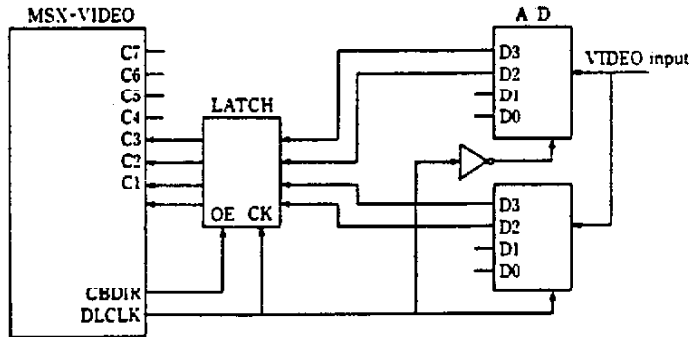 MSX-VIDEO
A D
C7
C6
C5
C4
C3
C2
C1
LATCH
OE CK
D3
D2
D1
D0
VIDEO input
D3
D2
D1
D0
CBDIR
DLCLK